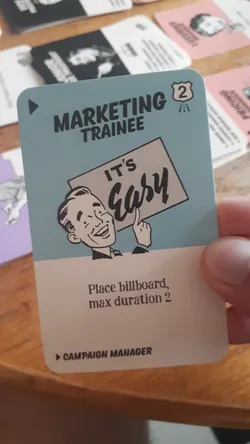 MARKETING
TRAINEE
2
IT'S
Easy
Place billboard,
max duration 2
CAMPAIGN MANAGER